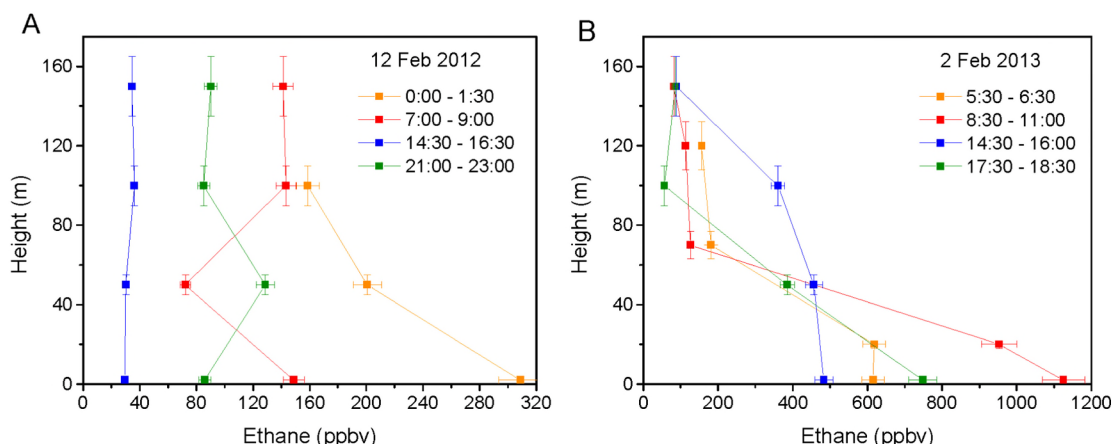 A
12 Feb 2012
0:00 - 1:30
7:00 - 9:00
14:30 - 16:30
21:00 - 23:00
160
120
80
40
0
Height (m)
0 40 80 120 160 200 240 280 320
Ethane (ppbv)
B
2 Feb 2013
5:30 - 6:30
8:30 - 11:00
14:30 - 16:00
17:30 - 18:30
160
120
80
40
0
Height (m)
0 200 400 600 800 1000 1200
Ethane (ppbv)